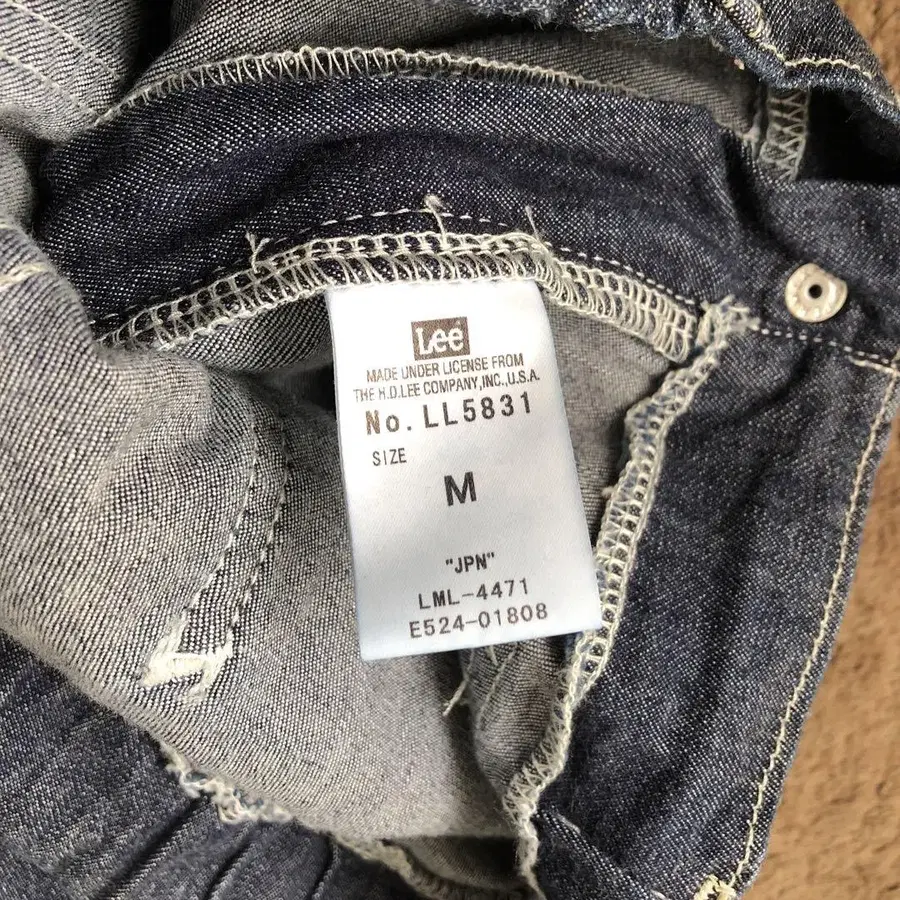 Lee
MADE UNDER LICENSE FROM
THE H.D.LEE COMPANY,INC.,U.S.A.
No. LL5831
SIZE
M
"JPN"
LML-4471
E524-01808